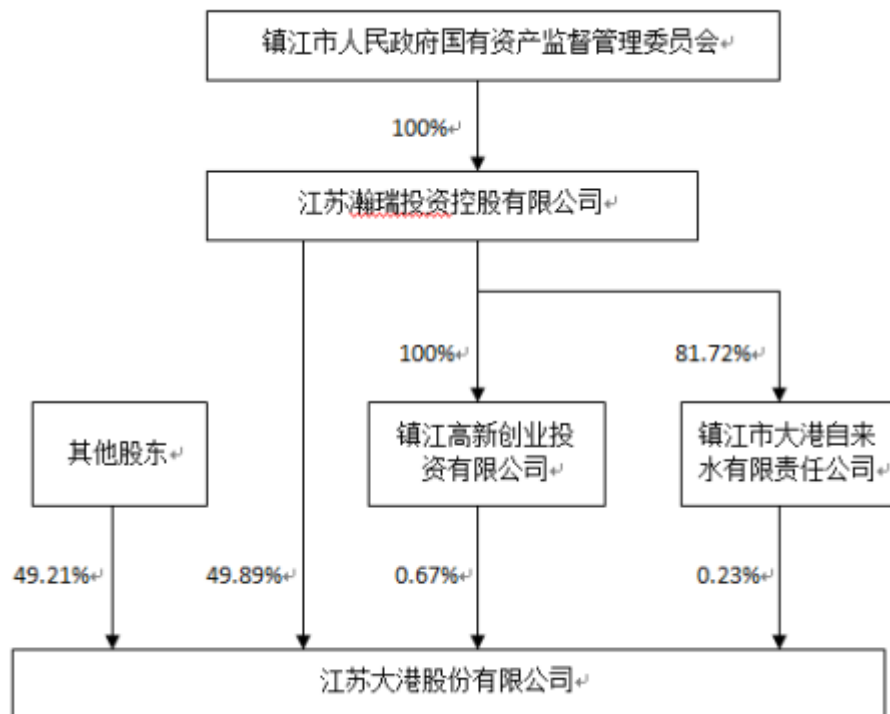 镇江市人民政府国有资产监督管理委员会
100%
江苏瀚瑞投资控股有限公司
100%
81.72%
其他股东
镇江高新创业投
资有限公司
镇江市大港自来
水有限责任公司
49.21%
49.89%
0.67%
0.23%
江苏大港股份有限公司